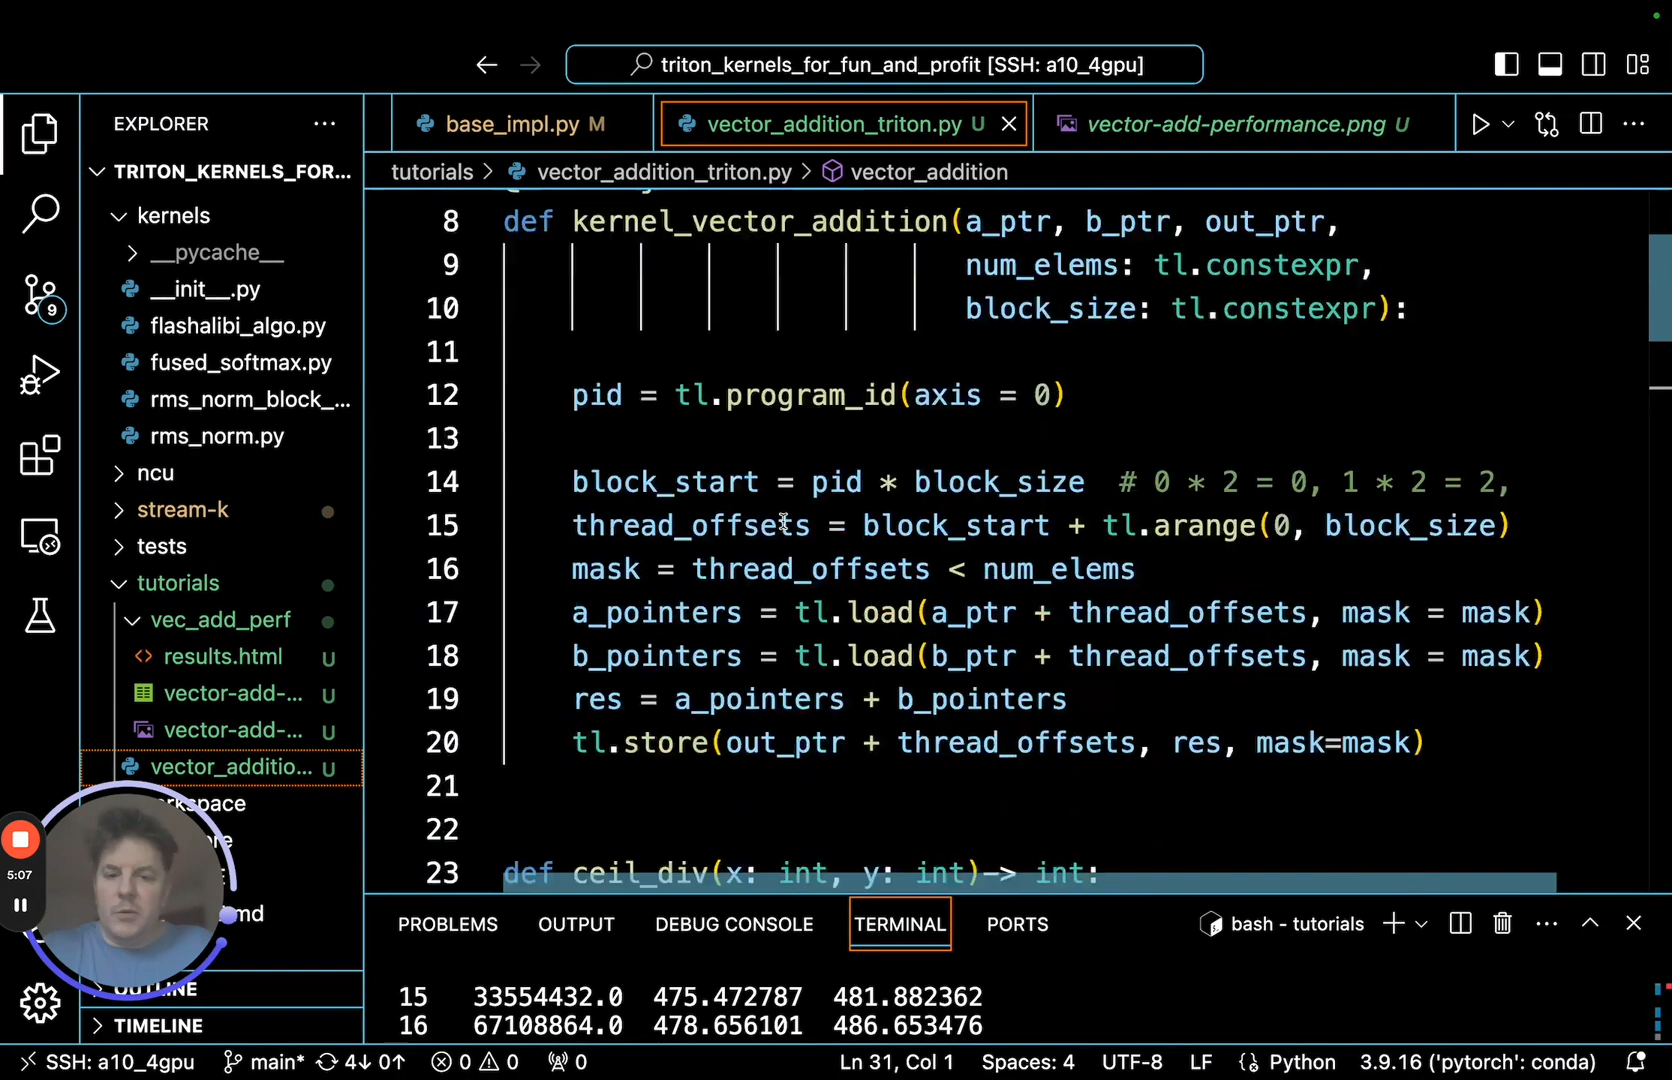 triton_kernels_for_fun_and_profit [SSH: a10_4gpu]
EXPLORER
base_impl.py M
vector_addition_triton.py U
vector-add-performance.png U
TRITON_KERNELS_FOR...
tutorials > vector_addition_triton.py > vector_addition
kernels
__pycache__
__init__.py
flashalibi_algo.py
fused_softmax.py
rms_norm_block_...
rms_norm.py
ncu
stream-k
tests
tutorials
vec_add_perf
results.html U
vector-add-... U
vector-add-... U
vector_additio... U
md
OUTLINE
TIMELINE
9
8 def kernel_vector_addition(a_ptr, b_ptr, out_ptr,
9 num_elems: tl.constexpr,
10 block_size: tl.constexpr):
11
12 pid = tl.program_id(axis = 0)
13
14 block_start = pid * block_size # 0 * 2 = 0, 1 * 2 = 2,
15 thread_offsets = block_start + tl.arange(0, block_size)
16 mask = thread_offsets < num_elems
17 a_pointers = tl.load(a_ptr + thread_offsets, mask = mask)
18 b_pointers = tl.load(b_ptr + thread_offsets, mask = mask)
19 res = a_pointers + b_pointers
20 tl.store(out_ptr + thread_offsets, res, mask=mask)
21
22
23 def ceil_div(x: int, y: int)-> int:
5:07
PROBLEMS OUTPUT DEBUG CONSOLE TERMINAL PORTS
bash - tutorials
15 33554432.0 475.472787 481.882362
16 67108864.0 478.656101 486.653476
SSH: a10_4gpu main* 4↓ 0↑ 0 0 0 Ln 31, Col 1 Spaces: 4 UTF-8 LF Python 3.9.16 ('pytorch': conda)